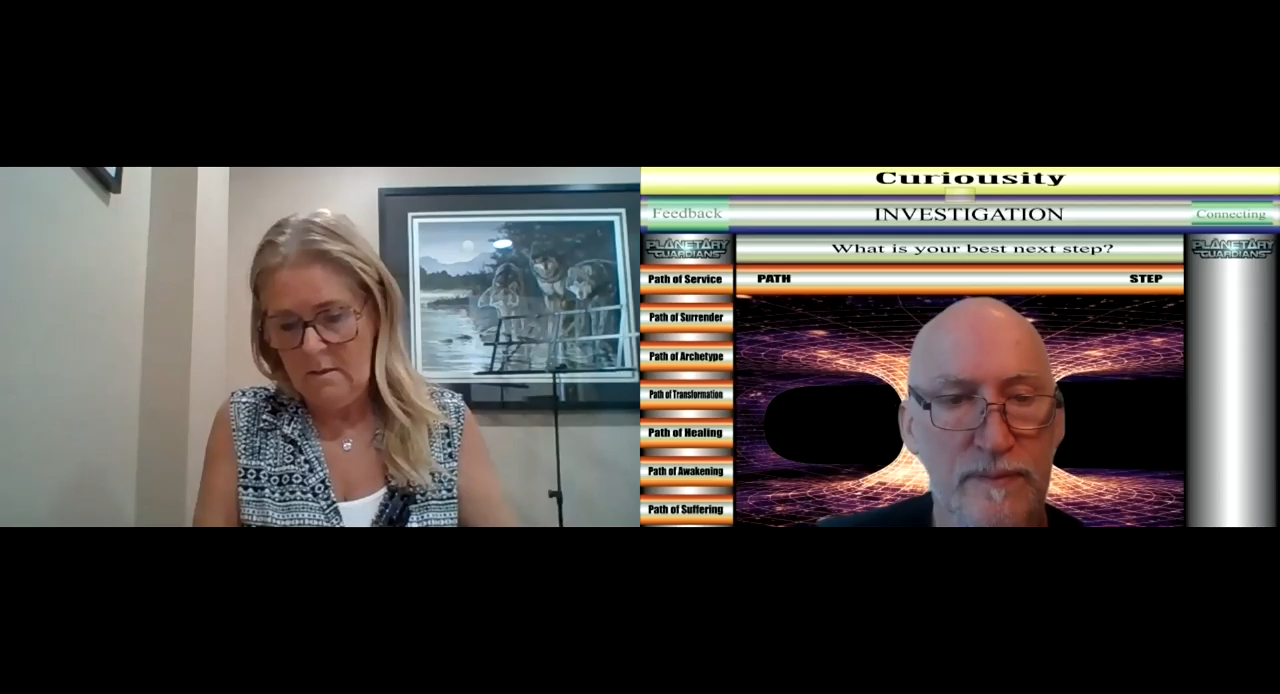 Curiousity
Feedback
INVESTIGATION
Connecting
PLANETARY
GUARDIANS
What is your best next step?
PLANETARY
GUARDIANS
Path of Service
PATH
STEP
Path of Surrender
Path of Archetype
Path of Transformation
Path of Healing
Path of Awakening
Path of Suffering